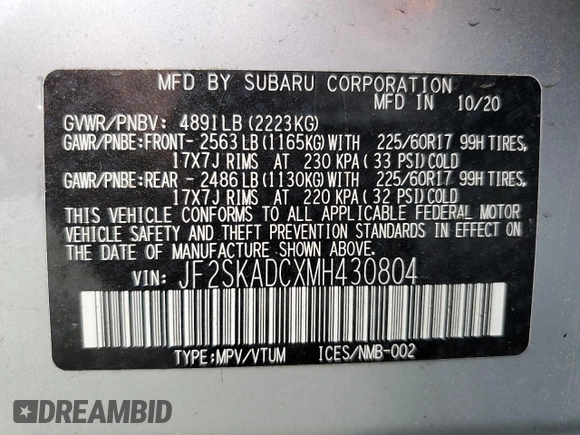 MFD BY SUBARU CORPORATION
MFD IN 10/20
GVWR/PNBV: 4891LB(2223KG)
GAWR/PNBE:FRONT- 2563LB(1165KG)WITH 225/60R17 99H TIRES,
17X7J RIMS AT 230 KPA(33 PSI)COLD
GAWR/PNBE:REAR - 2486LB(1130KG)WITH 225/60R17 99H TIRES,
17X7J RIMS AT 220 KPA(32 PSI)COLD
THIS VEHICLE CONFORMS TO ALL APPLICABLE FEDERAL MOTOR
VEHICLE SAFETY AND THEFT PREVENTION STANDARDS IN EFFECT ON
THE DATE OF MANUFACTURE SHOWN ABOVE.
VIN: JF2SKADCXMH430804
TYPE:MPV/VTUM ICES/NMB-002
DREAMBID